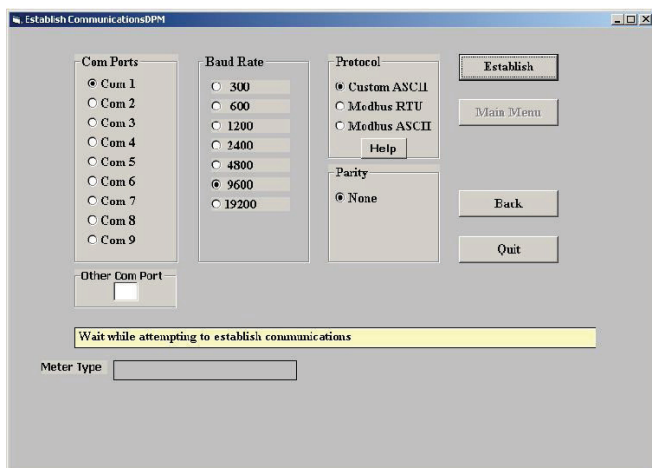 Establish CommunicationsDPM
Com Ports
Com 1
Com 2
Com 3
Com 4
Com 5
Com 6
Com 7
Com 8
Com 9
Other Com Port
Baud Rate
300
600
1200
2400
4800
9600
19200
Protocol
Custom ASCII
Modbus RTU
Modbus ASCII
Help
Parity
None
Establish
Main Menu
Back
Quit
Wait while attempting to establish communications
Meter Type